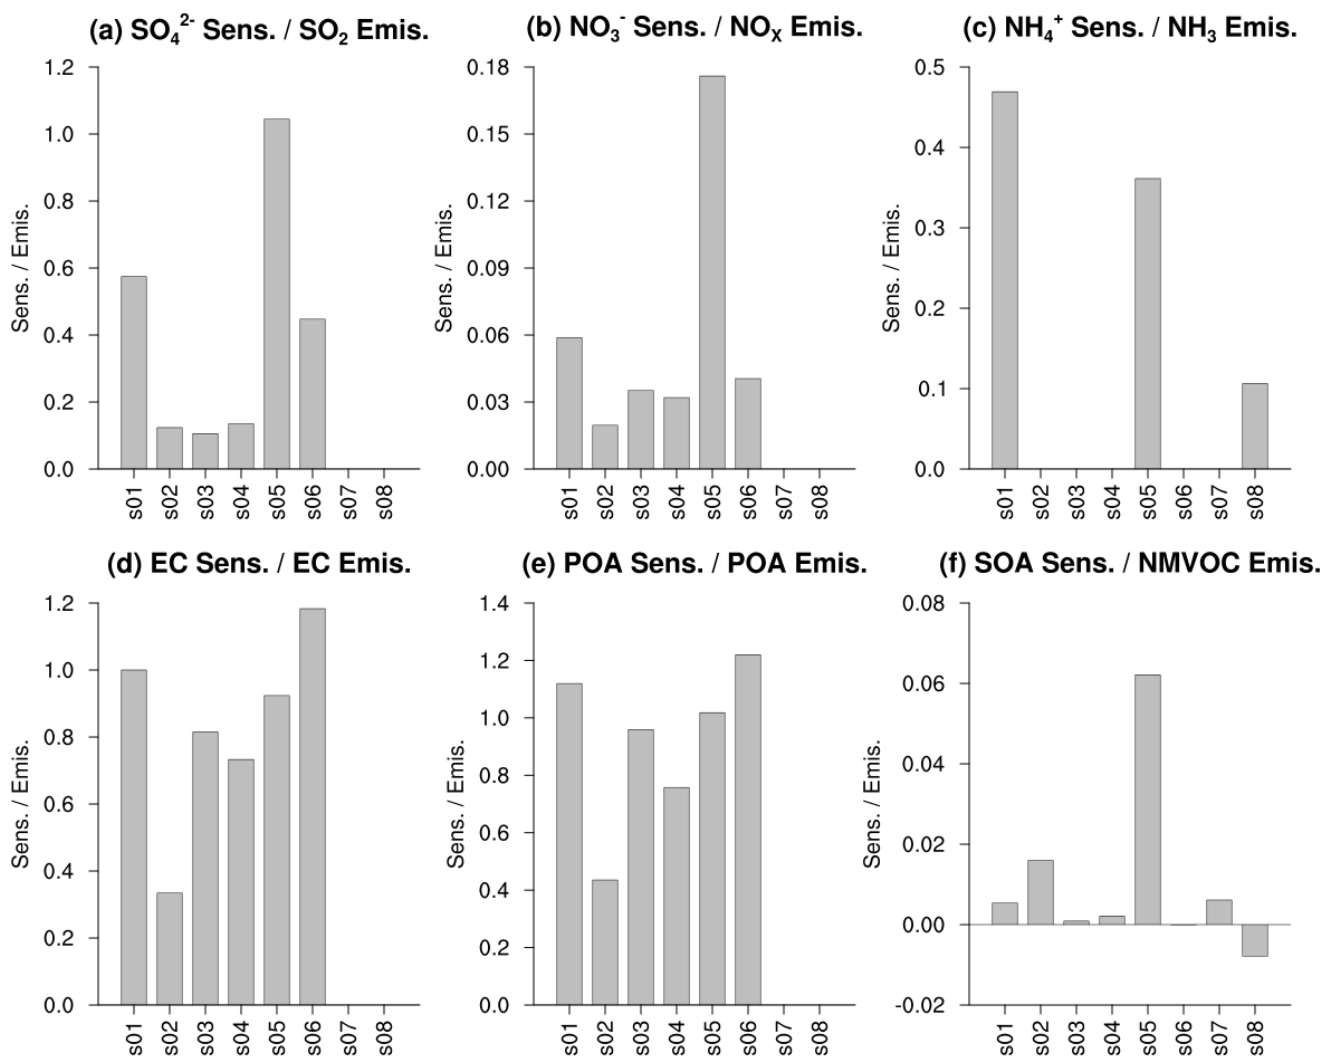 (a) SO₄²⁻ Sens. / SO₂ Emis.
Sens. / Emis.
1.2
1.0
0.8
0.6
0.4
0.2
0.0
s01 s02 s03 s04 s05 s06 s07 s08
(b) NO₃⁻ Sens. / NOₓ Emis.
Sens. / Emis.
0.18
0.15
0.12
0.09
0.06
0.03
0.00
s01 s02 s03 s04 s05 s06 s07 s08
(c) NH₄⁺ Sens. / NH₃ Emis.
Sens. / Emis.
0.5
0.4
0.3
0.2
0.1
0.0
s01 s02 s03 s04 s05 s06 s07 s08
(d) EC Sens. / EC Emis.
Sens. / Emis.
1.2
1.0
0.8
0.6
0.4
0.2
0.0
s01 s02 s03 s04 s05 s06 s07 s08
(e) POA Sens. / POA Emis.
Sens. / Emis.
1.4
1.2
1.0
0.8
0.6
0.4
0.2
0.0
s01 s02 s03 s04 s05 s06 s07 s08
(f) SOA Sens. / NMVOC Emis.
Sens. / Emis.
0.08
0.06
0.04
0.02
0.00
-0.02
s01 s02 s03 s04 s05 s06 s07 s08